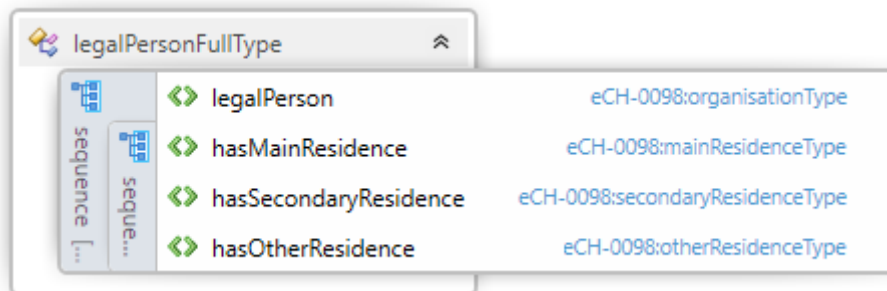 legalPersonFullType
sequence [...
seque...
legalPerson eCH-0098:organisationType
hasMainResidence eCH-0098:mainResidenceType
hasSecondaryResidence eCH-0098:secondaryResidenceType
hasOtherResidence eCH-0098:otherResidenceType